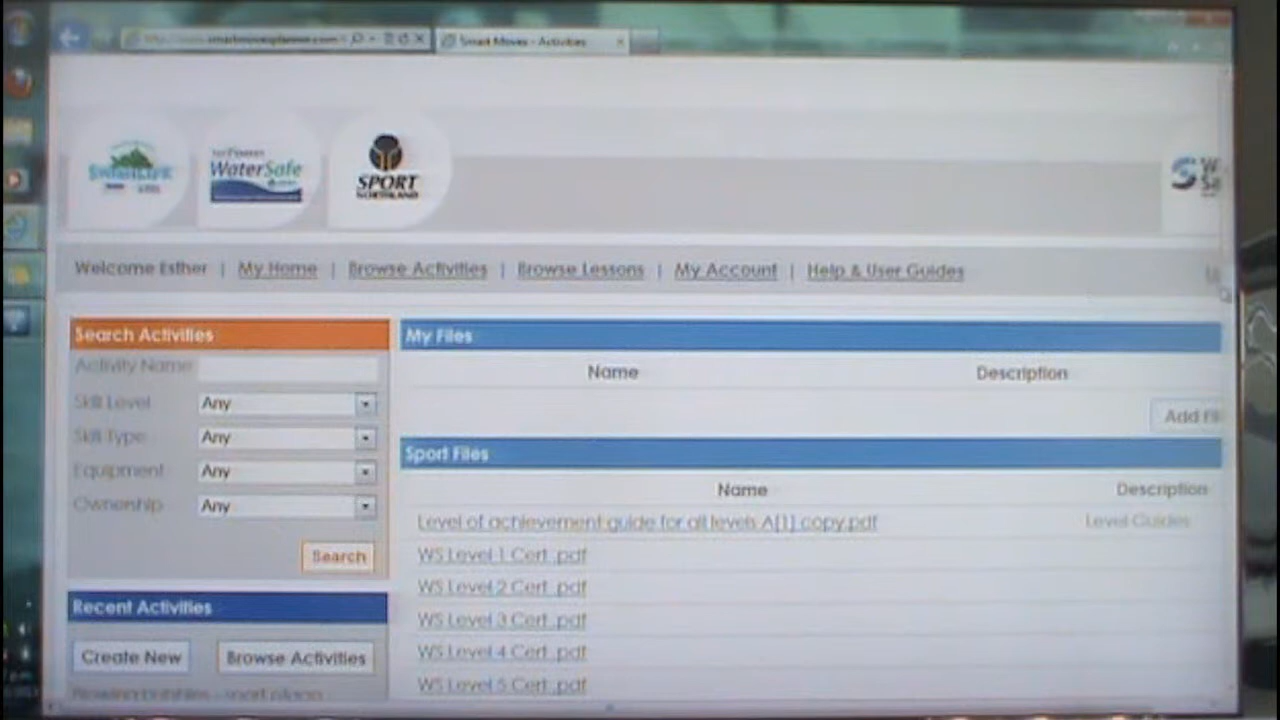 Smart Moves - Activities
WaterSafe
SPORT
NORTHLAND
Welcome Esther | My Home | Browse Activities | Browse Lessons | My Account | Help & User Guides
Search Activities
Activity Name
Skill Level Any
Skill Type Any
Equipment Any
Ownership Any
Search
Recent Activities
Create New Browse Activities
My Files
Name Description
Add
Sport Files
Name Description
Level of achievement guide for all levels A[1] copy.pdf Level Guides
WS Level 1 Cert .pdf
WS Level 2 Cert .pdf
WS Level 3 Cert .pdf
WS Level 4 Cert .pdf
WS Level 5 Cert .pdf